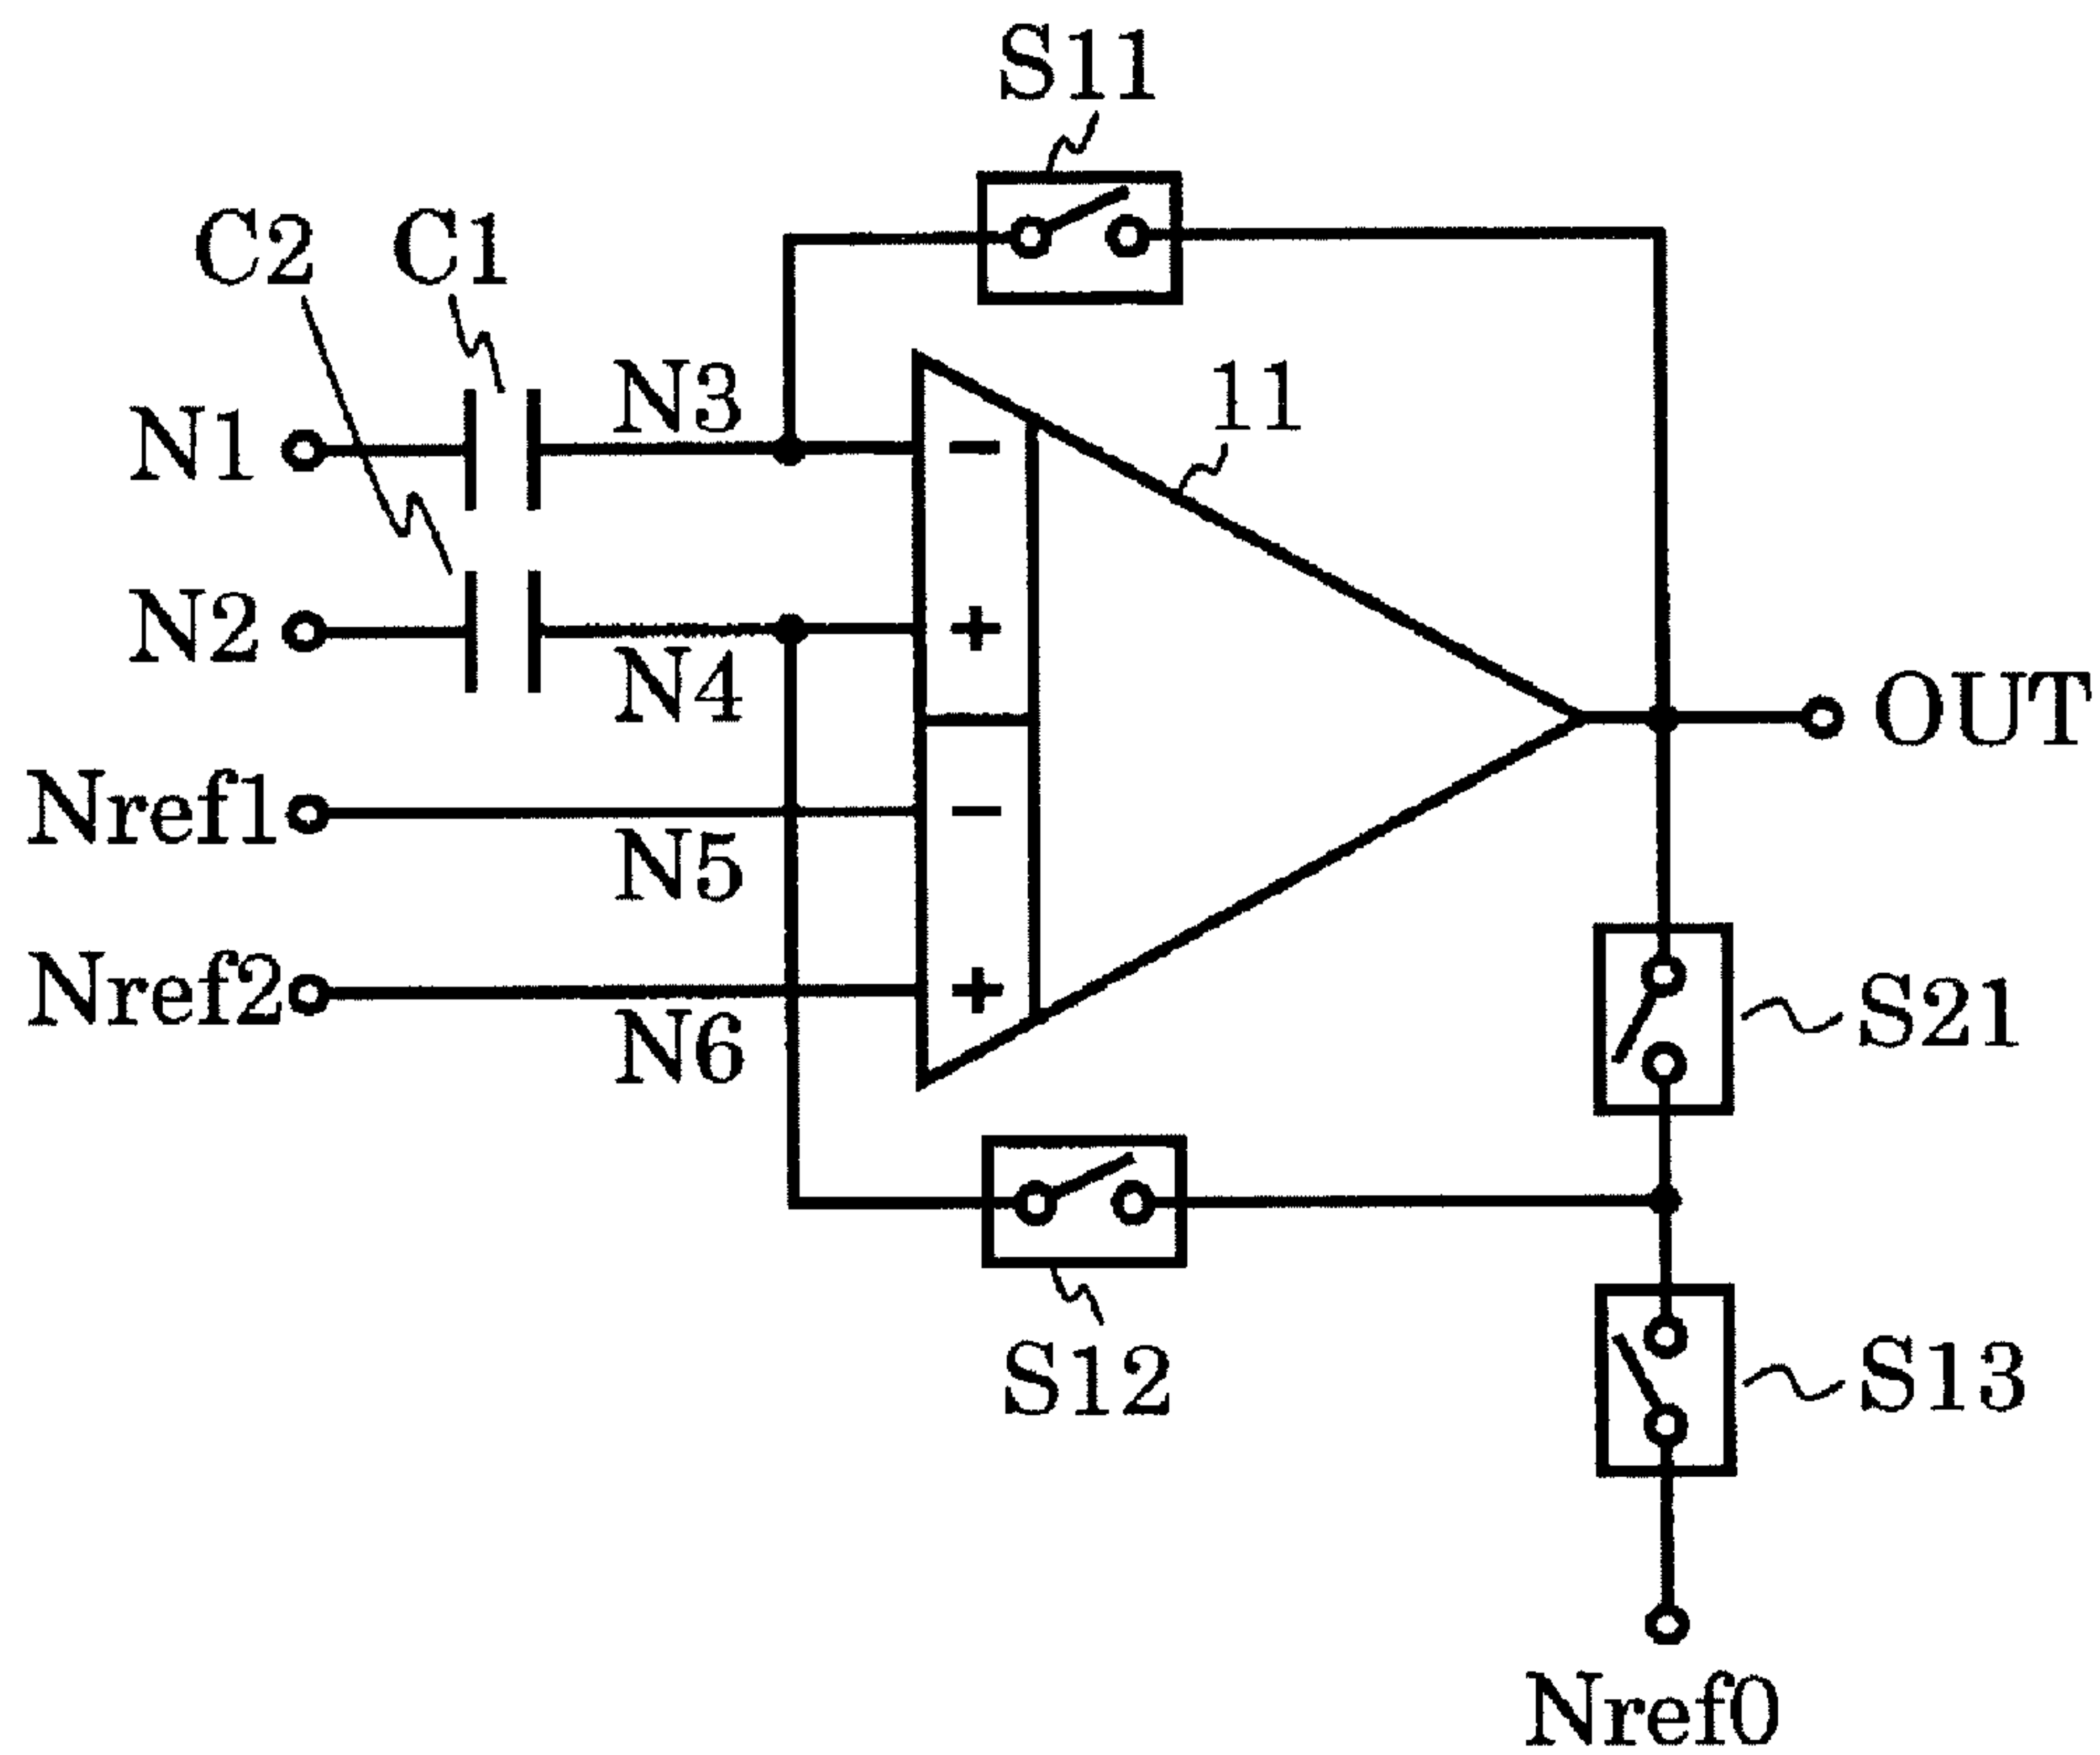 S11
C2 C1
N3
11
N1
N2
N4
OUT
Nref1
N5
Nref2
N6
S21
S12
S13
Nref0